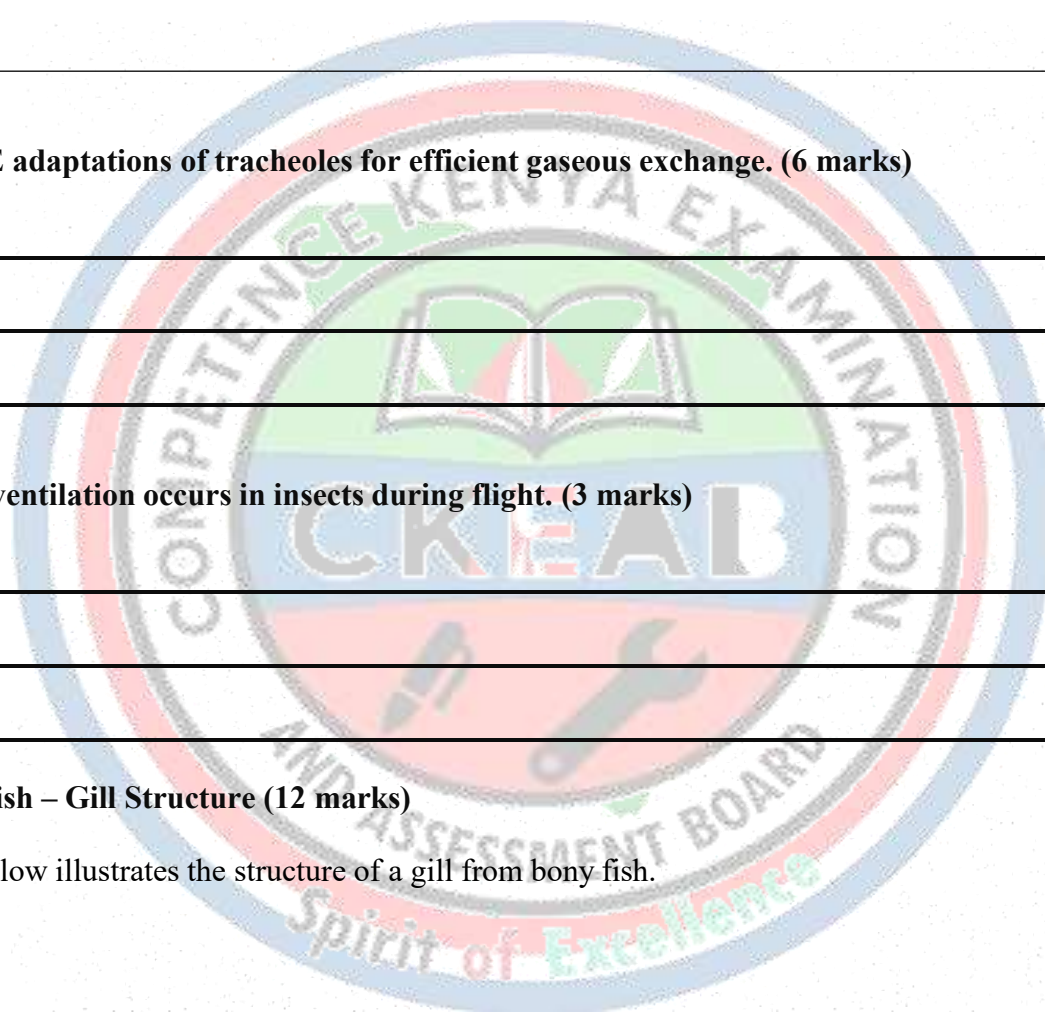 E adaptations of tracheoles for efficient gaseous exchange. (6 marks)
COMPETENCE KENYA EXAMINATION
ventilation occurs in insects during flight. (3 marks)
CKEAB
ish – Gill Structure (12 marks)
AND ASSESSMENT BOARD
low illustrates the structure of a gill from bony fish.
Spirit of Excellence